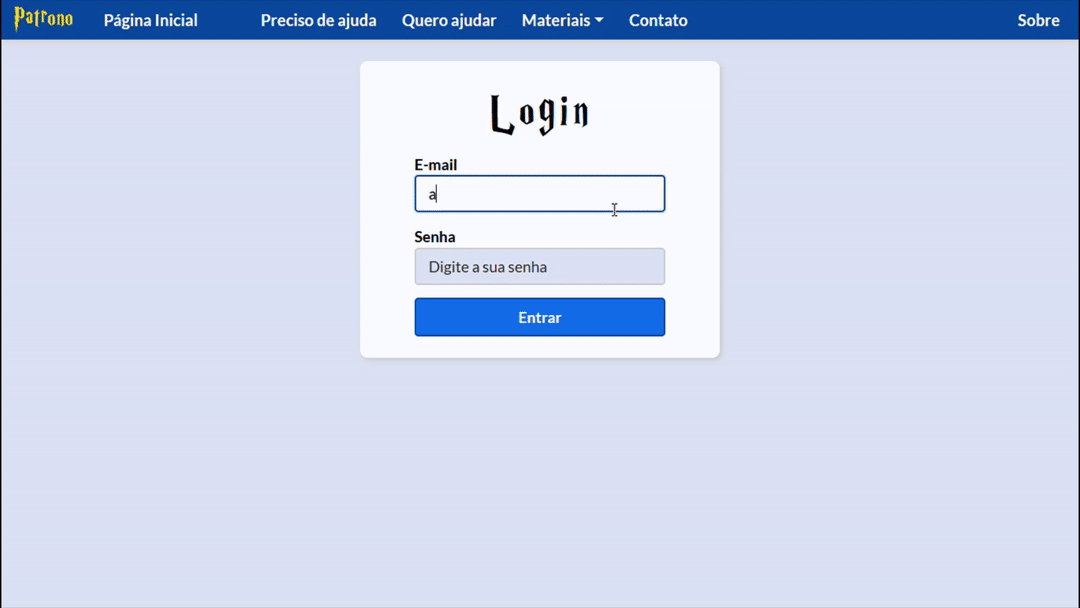 Patrono Página Inicial Preciso de ajuda Quero ajudar Materiais Contato Sobre
Login
E-mail
a
Senha
Digite a sua senha
Entrar